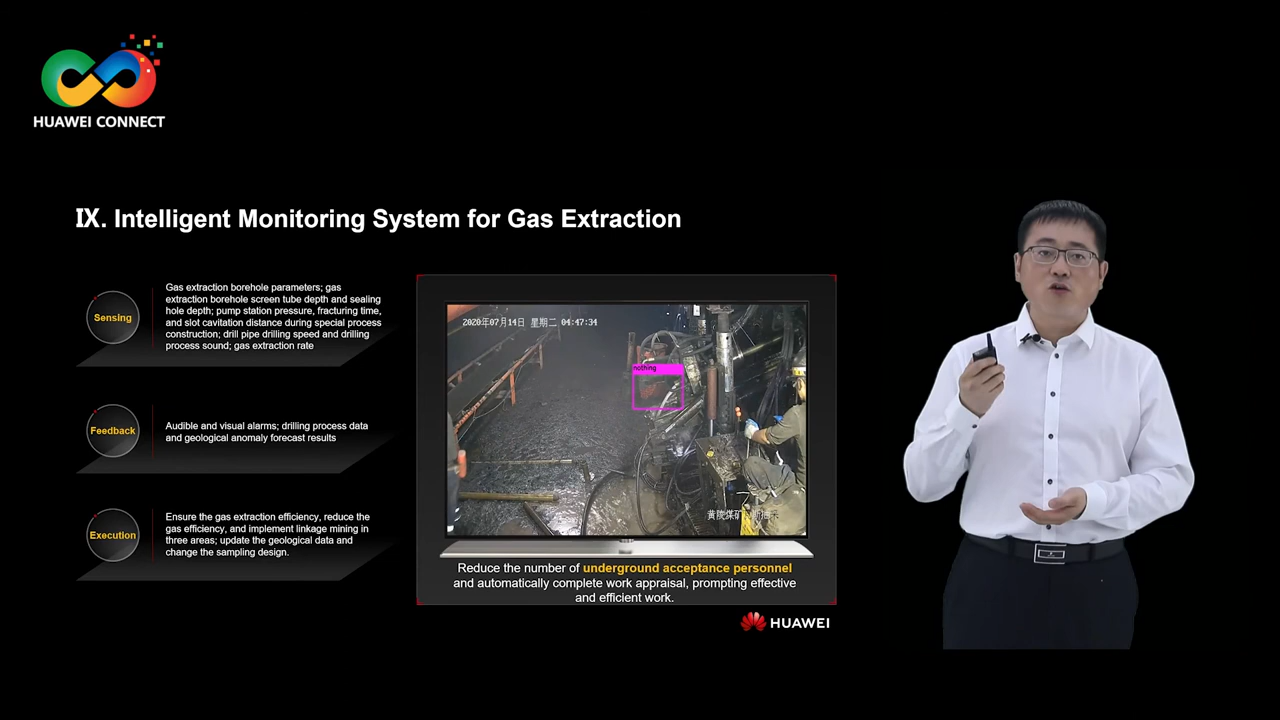 HUAWEI CONNECT
IX. Intelligent Monitoring System for Gas Extraction
Sensing
Gas extraction borehole parameters; gas
extraction borehole screen tube depth and sealing
hole depth; pump station pressure, fracturing time,
and slot cavitation distance during special process
construction; drill pipe drilling speed and drilling
process sound; gas extraction rate
Feedback
Audible and visual alarms; drilling process data
and geological anomaly forecast results
Execution
Ensure the gas extraction efficiency, reduce the
gas efficiency, and implement linkage mining in
three areas; update the geological data and
change the sampling design.
2020年07月14日 星期二 04:47:34
nothing
黄陵煤矿
Reduce the number of underground acceptance personnel
and automatically complete work appraisal, prompting effective
and efficient work.
HUAWEI